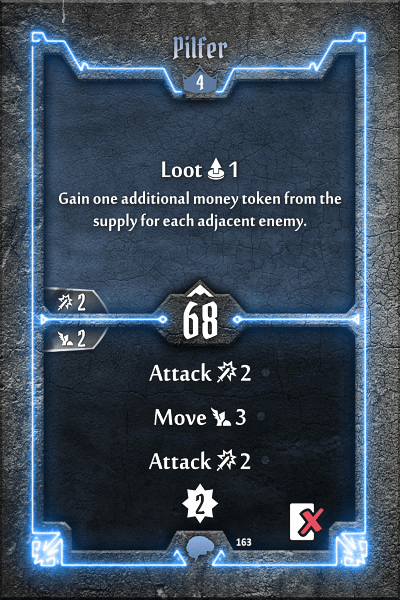 Pilfer
4
Loot 1
Gain one additional money token from the
supply for each adjacent enemy.
2
68
2
Attack 2
Move 3
Attack 2
2
163